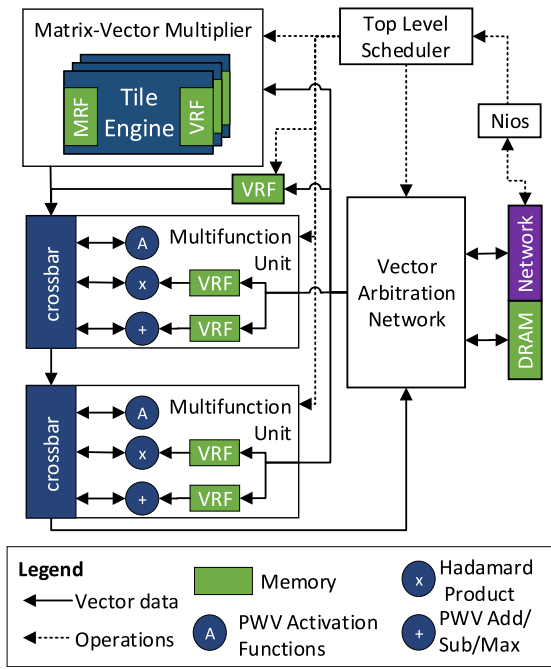 Matrix-Vector Multiplier
MRF
Tile
Engine
VRF
Top Level
Scheduler
Nios
VRF
crossbar
A
Multifunction
Unit
x
VRF
+
VRF
Vector
Arbitration
Network
Network
DRAM
crossbar
A
Multifunction
Unit
x
VRF
+
VRF
Legend
Vector data
Operations
Memory
A
PWV Activation
Functions
x
Hadamard
Product
+
PWV Add/
Sub/Max